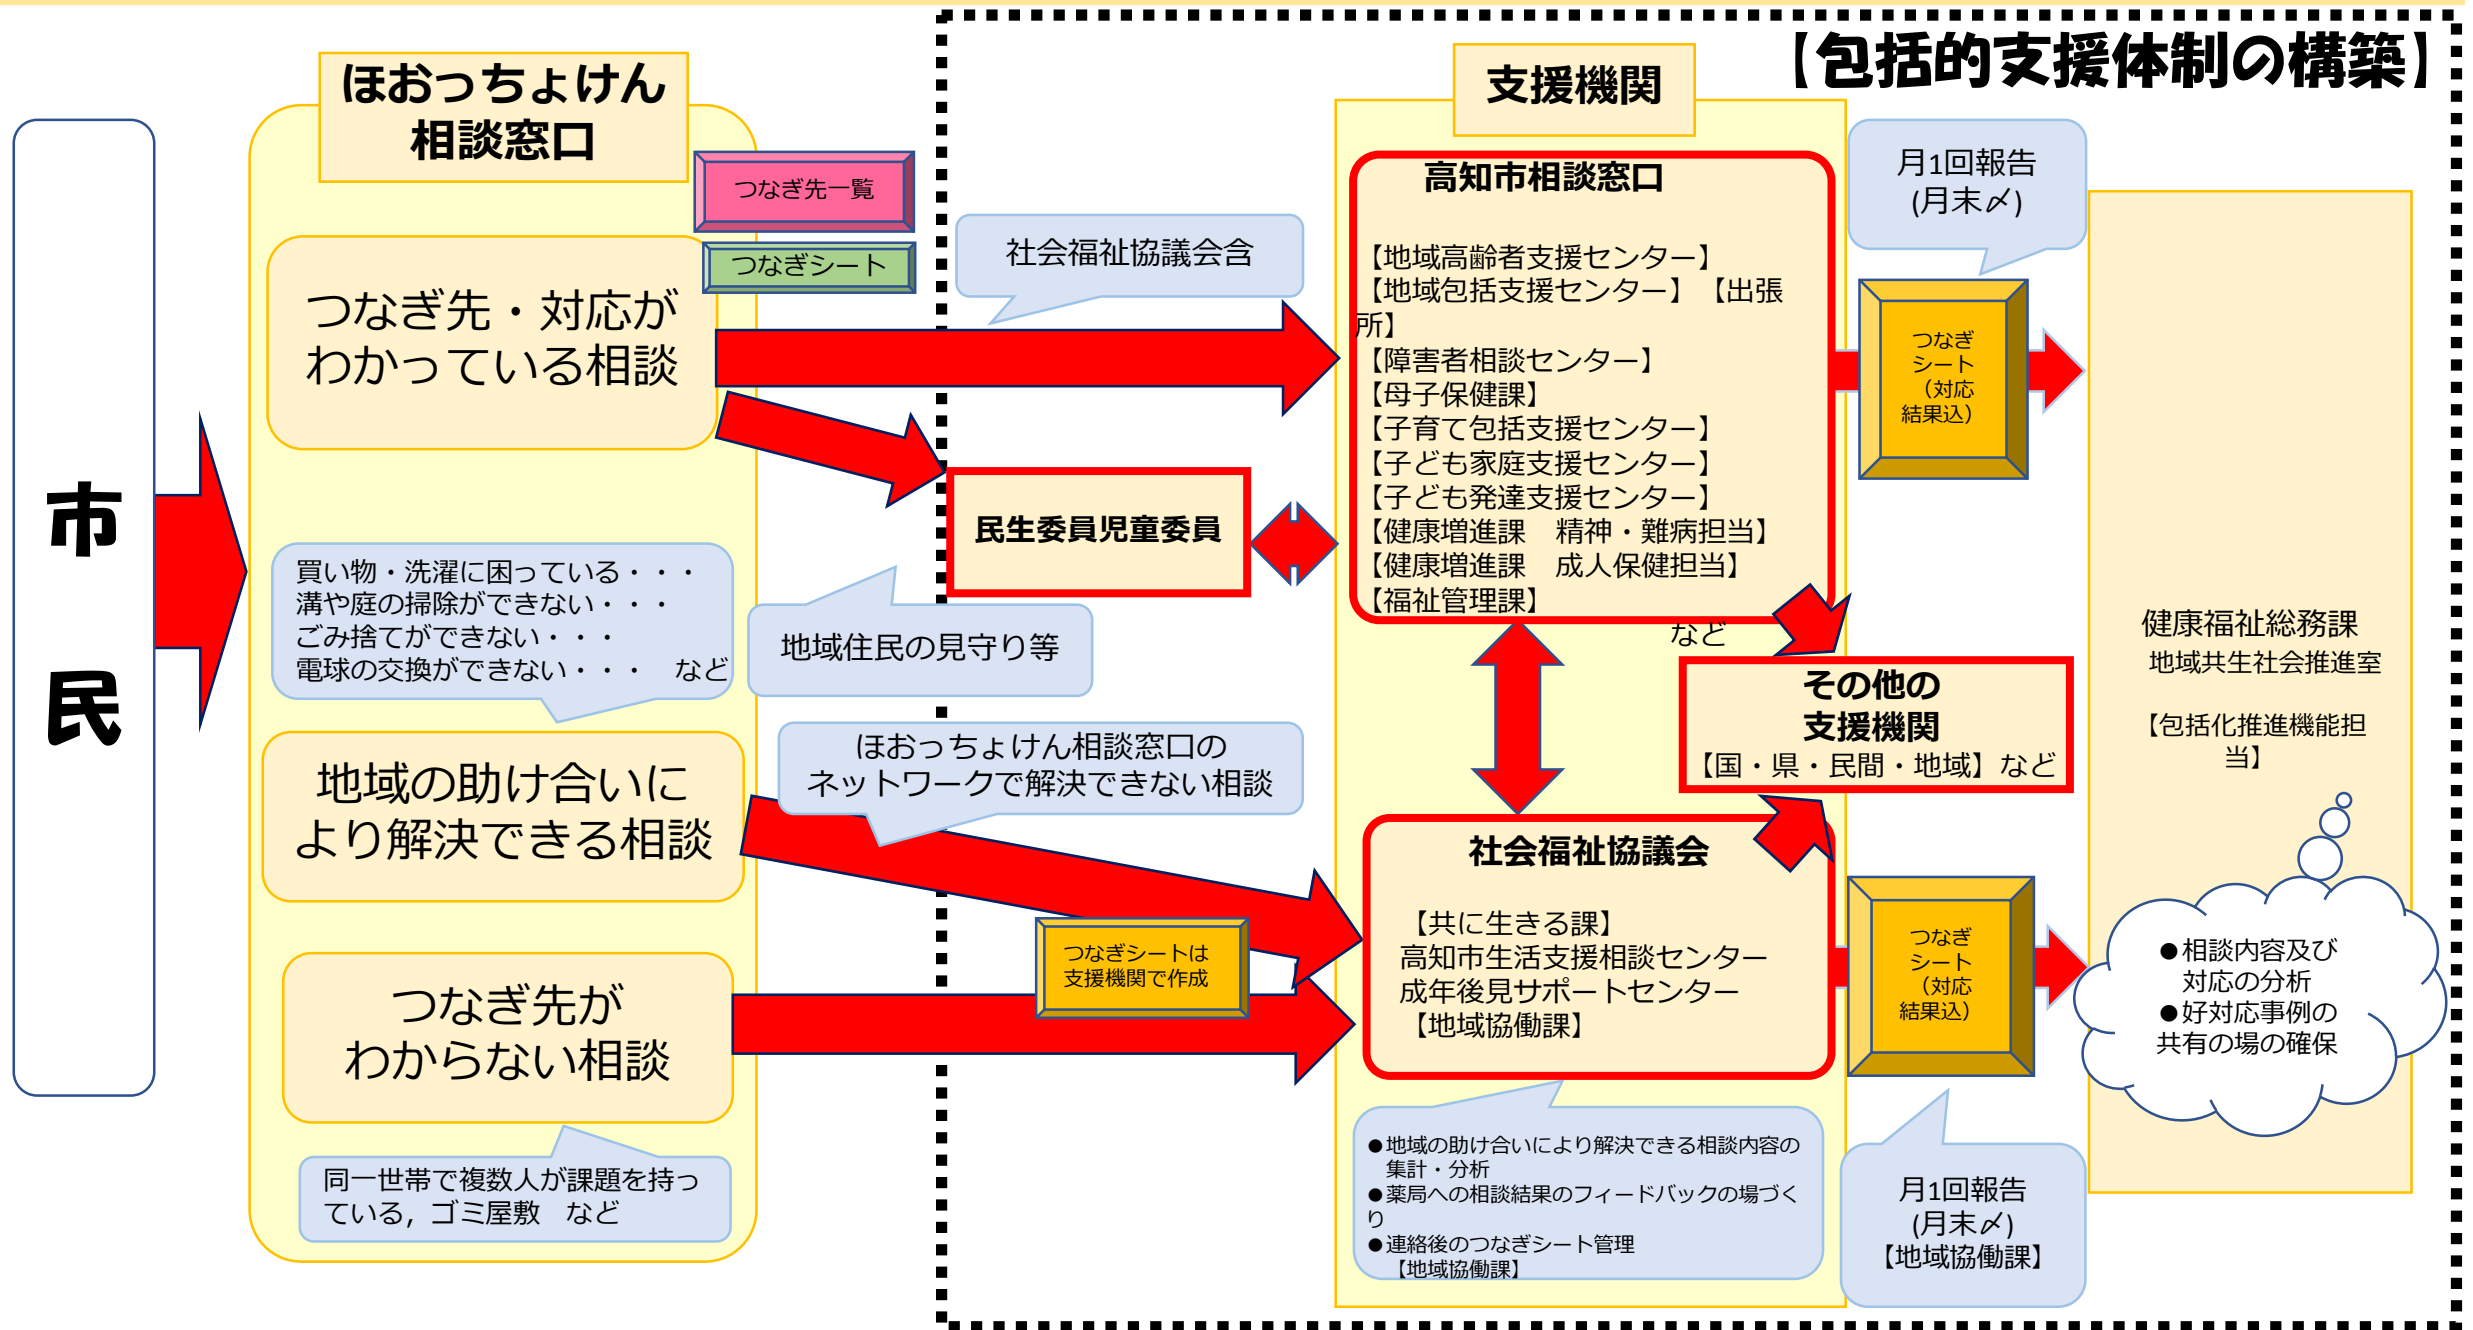 【包括的支援体制の構築】
市
民
ほおっちょけん
相談窓口
つなぎ先一覧
つなぎシート
つなぎ先・対応が
わかっている相談
買い物・洗濯に困っている・・・
溝や庭の掃除ができない・・・
ごみ捨てができない・・・
電球の交換ができない・・・　など
地域の助け合いに
より解決できる相談
つなぎ先が
わからない相談
同一世帯で複数人が課題を持っ
ている，ゴミ屋敷　など
社会福祉協議会含
民生委員児童委員
地域住民の見守り等
ほおっちょけん相談窓口の
ネットワークで解決できない相談
つなぎシートは
支援機関で作成
支援機関
高知市相談窓口
【地域高齢者支援センター】
【地域包括支援センター】【出張
所】
【障害者相談センター】
【母子保健課】
【子育て包括支援センター】
【子ども家庭支援センター】
【子ども発達支援センター】
【健康増進課　精神・難病担当】
【健康増進課　成人保健担当】
【福祉管理課】
など
その他の
支援機関
【国・県・民間・地域】など
社会福祉協議会
【共に生きる課】
高知市生活支援相談センター
成年後見サポートセンター
【地域協働課】
●地域の助け合いにより解決できる相談内容の
集計・分析
●薬局への相談結果のフィードバックの場づく
り
●連絡後のつなぎシート管理
【地域協働課】
月1回報告
(月末〆)
つなぎ
シート
（対応
結果込）
つなぎ
シート
（対応
結果込）
月1回報告
(月末〆)
【地域協働課】
健康福祉総務課
地域共生社会推進室
【包括化推進機能担
当】
●相談内容及び
対応の分析
●好対応事例の
共有の場の確保